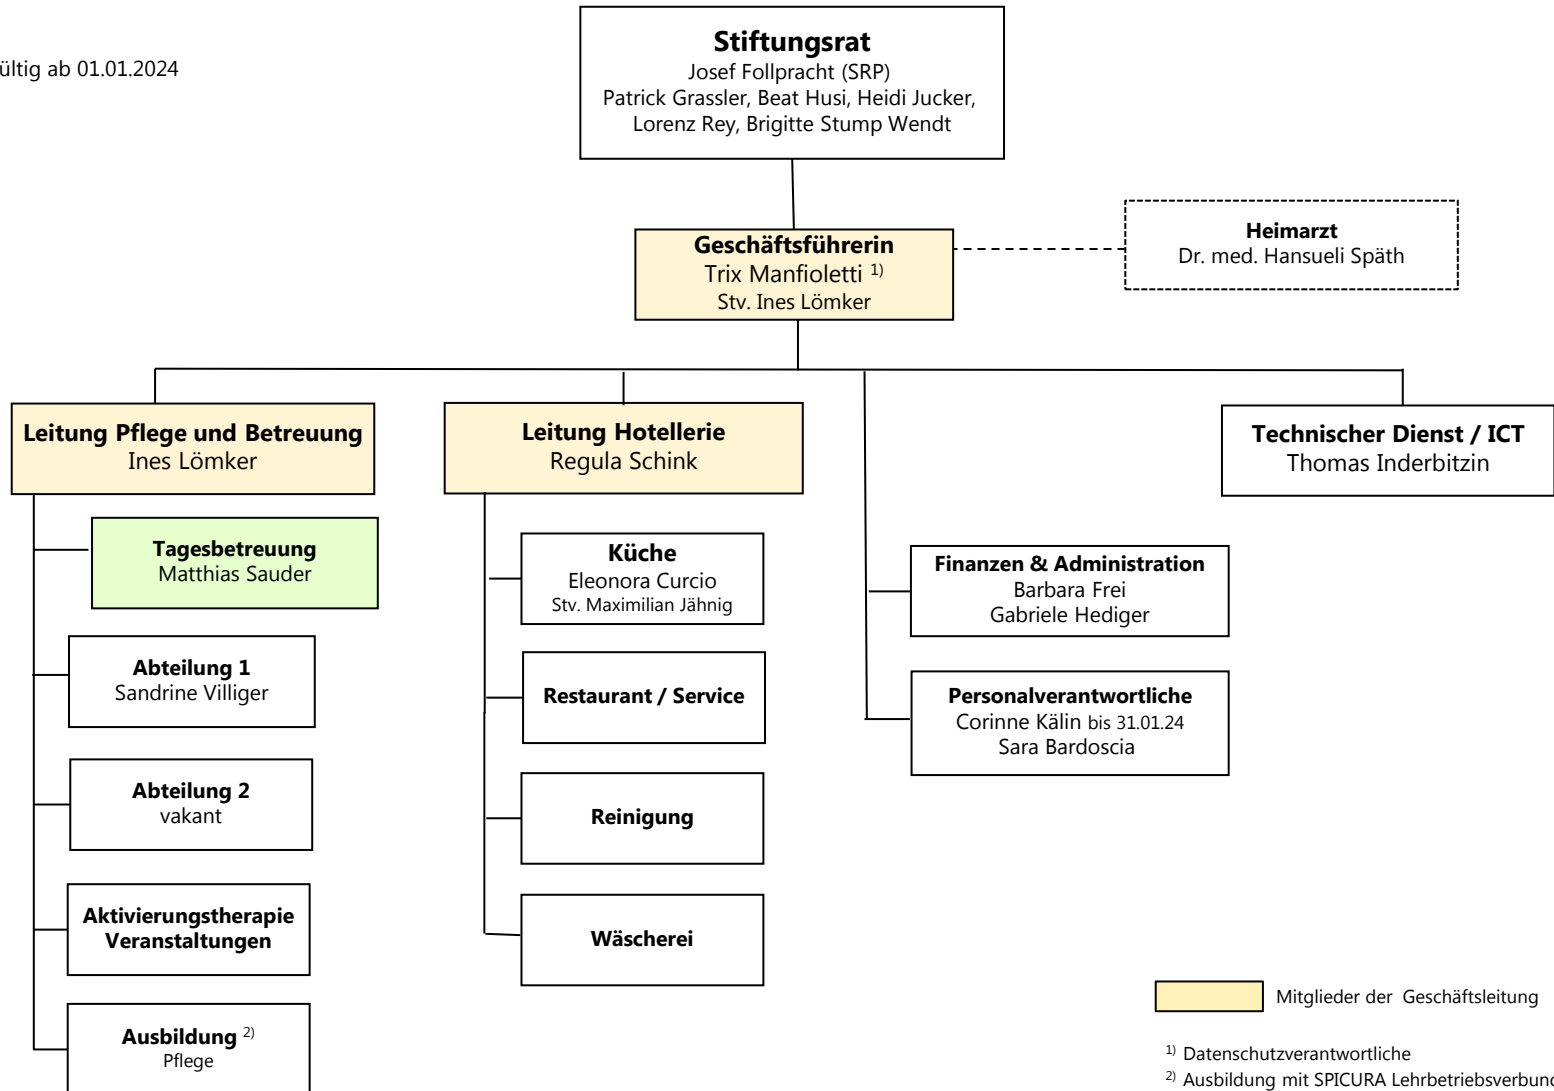 ültig ab 01.01.2024
Stiftungsrat
Josef Follpracht (SRP)
Patrick Grassler, Beat Husi, Heidi Jucker,
Lorenz Rey, Brigitte Stump Wendt
Geschäftsführerin
Trix Manfioletti 1)
Stv. Ines Lömker
Heimarzt
Dr. med. Hansueli Späth
Leitung Pflege und Betreuung
Ines Lömker
Leitung Hotellerie
Regula Schink
Technischer Dienst / ICT
Thomas Inderbitzin
Tagesbetreuung
Matthias Sauder
Abteilung 1
Sandrine Villiger
Abteilung 2
vakant
Aktivierungstherapie
Veranstaltungen
Ausbildung 2)
Pflege
Küche
Eleonora Curcio
Stv. Maximilian Jähnig
Restaurant / Service
Reinigung
Wäscherei
Finanzen & Administration
Barbara Frei
Gabriele Hediger
Personalverantwortliche
Corinne Kälin bis 31.01.24
Sara Bardoscia
Mitglieder der Geschäftsleitung
1) Datenschutzverantwortliche
2) Ausbildung mit SPICURA Lehrbetriebsverbund